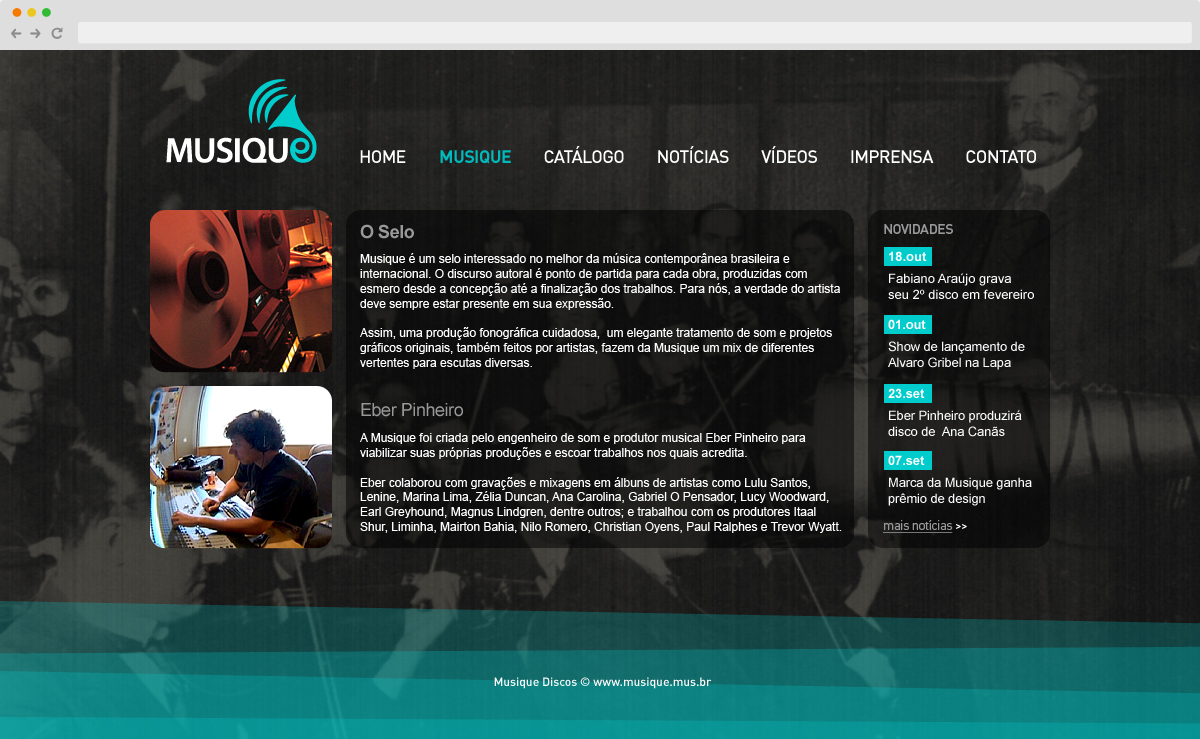 MUSIQUE
HOME
MUSIQUE
CATÁLOGO
NOTÍCIAS
VÍDEOS
IMPRENSA
CONTATO
O Selo
Musique é um selo interessado no melhor da música contemporânea brasileira e
internacional. O discurso autoral é ponto de partida para cada obra, produzidas com
esmero desde a concepção até a finalização dos trabalhos. Para nós, a verdade do artista
deve sempre estar presente em sua expressão.
Assim, uma produção fonográfica cuidadosa,  um elegante tratamento de som e projetos
gráficos originais, também feitos por artistas, fazem da Musique um mix de diferentes
vertentes para escutas diversas.
Eber Pinheiro
A Musique foi criada pelo engenheiro de som e produtor musical Eber Pinheiro para
viabilizar suas próprias produções e escoar trabalhos nos quais acredita.
Eber colaborou com gravações e mixagens em álbuns de artistas como Lulu Santos,
Lenine, Marina Lima, Zélia Duncan, Ana Carolina, Gabriel O Pensador, Lucy Woodward,
Earl Greyhound, Magnus Lindgren, dentre outros; e trabalhou com os produtores Itaal
Shur, Liminha, Mairton Bahia, Nilo Romero, Christian Oyens, Paul Ralphes e Trevor Wyatt.
NOVIDADES
18.out
Fabiano Araújo grava
seu 2º disco em fevereiro
01.out
Show de lançamento de
Alvaro Gribel na Lapa
23.set
Eber Pinheiro produzirá
disco de  Ana Canãs
07.set
Marca da Musique ganha
prêmio de design
mais notícias >>
Musique Discos © www.musique.mus.br